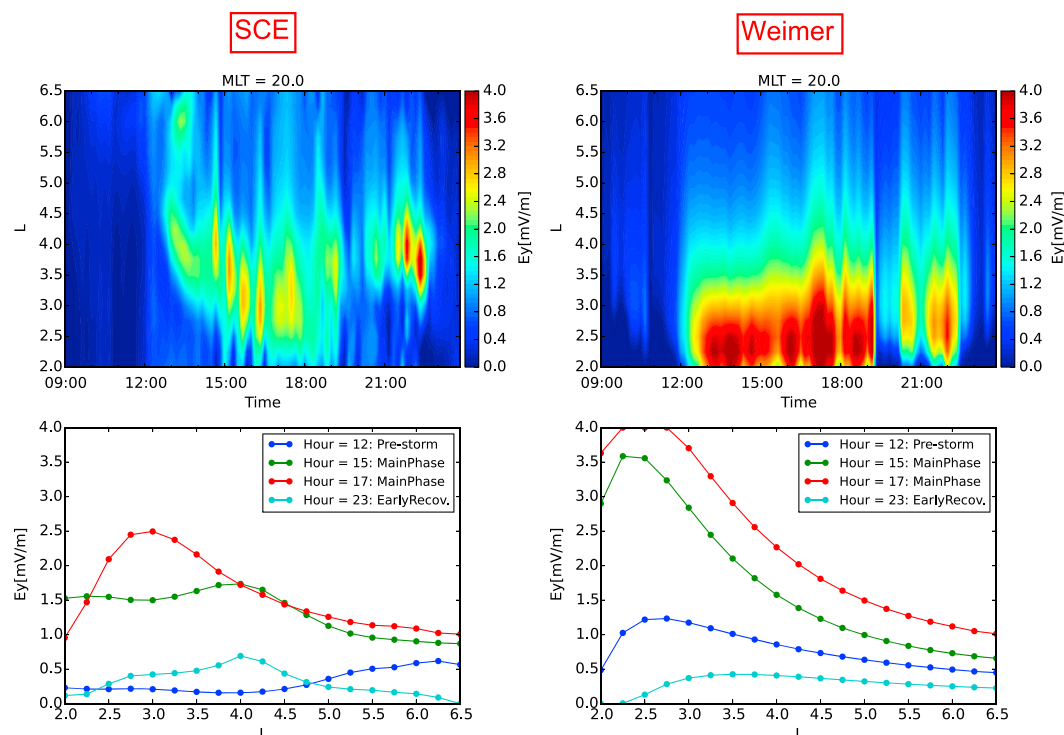 SCE
Weimer
MLT = 20.0
MLT = 20.0
6.5
6.0
5.5
5.0
4.5
4.0
3.5
3.0
2.5
2.0
L
09:00 12:00 15:00 18:00 21:00
Time
4.0
3.6
3.2
2.8
2.4
2.0
1.6
1.2
0.8
0.4
0.0
Ey[mV/m]
6.5
6.0
5.5
5.0
4.5
4.0
3.5
3.0
2.5
2.0
L
09:00 12:00 15:00 18:00 21:00
Time
4.0
3.6
3.2
2.8
2.4
2.0
1.6
1.2
0.8
0.4
0.0
Ey[mV/m]
4.0
3.5
3.0
2.5
2.0
1.5
1.0
0.5
0.0
Ey[mV/m]
Hour = 12: Pre-storm
Hour = 15: MainPhase
Hour = 17: MainPhase
Hour = 23: EarlyRecov.
2.0 2.5 3.0 3.5 4.0 4.5 5.0 5.5 6.0 6.5
4.0
3.5
3.0
2.5
2.0
1.5
1.0
0.5
0.0
Ey[mV/m]
Hour = 12: Pre-storm
Hour = 15: MainPhase
Hour = 17: MainPhase
Hour = 23: EarlyRecov.
2.0 2.5 3.0 3.5 4.0 4.5 5.0 5.5 6.0 6.5